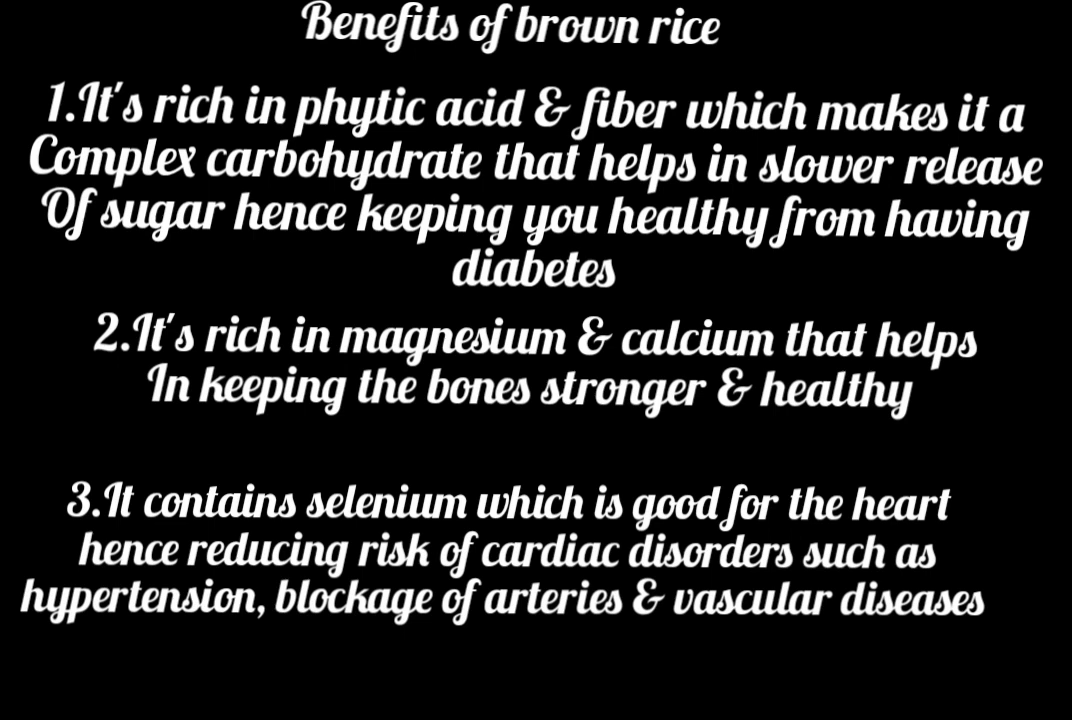 Benefits of brown rice
1.It's rich in phytic acid & fiber which makes it a
Complex carbohydrate that helps in slower release
Of sugar hence keeping you healthy from having
diabetes
2.It's rich in magnesium & calcium that helps
In keeping the bones stronger & healthy
3.It contains selenium which is good for the heart
hence reducing risk of cardiac disorders such as
hypertension, blockage of arteries & vascular diseases